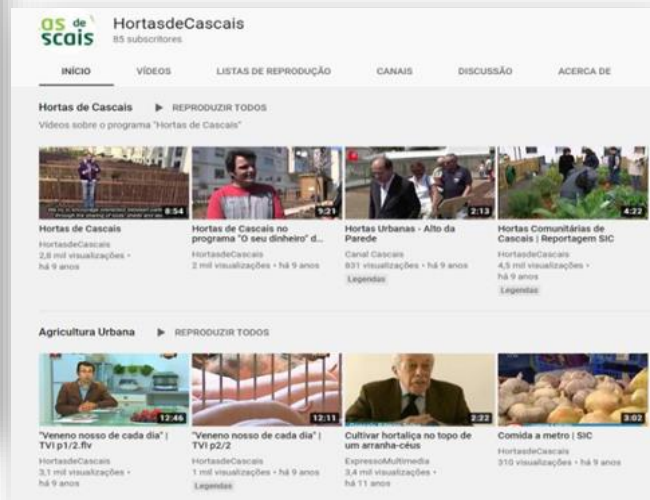 as de
scais
HortasdeCascais
85 subscritores
INÍCIO VÍDEOS LISTAS DE REPRODUÇÃO CANAIS DISCUSSÃO ACERCA DE
Hortas de Cascais ▶ REPRODUZIR TODOS
Vídeos sobre o programa "Hortas de Cascais"
8:54
Hortas de Cascais
HortasdeCascais
2,8 mil visualizações •
há 9 anos
9:21
Hortas de Cascais no
programa "O seu dinheiro" d...
HortasdeCascais
2 mil visualizações • há 9 anos
2:13
Hortas Urbanas - Alto da
Parede
Canal Cascais
831 visualizações • há 9 anos
Legendas
4:22
Hortas Comunitárias de
Cascais | Reportagem SIC
HortasdeCascais
4,5 mil visualizações •
há 9 anos
Legendas
Agricultura Urbana ▶ REPRODUZIR TODOS
12:46
"Veneno nosso de cada dia" |
TVI p1/2.flv
HortasdeCascais
3,1 mil visualizações •
há 9 anos
12:11
"Veneno nosso de cada dia" |
TVI p2/2
HortasdeCascais
1 mil visualizações • há 9 anos
Legendas
2:22
Cultivar hortaliça no topo de
um arranha-céus
ExpressoMultimedia
3,4 mil visualizações •
há 11 anos
3:02
Comida a metro | SIC
HortasdeCascais
310 visualizações • há 9 anos